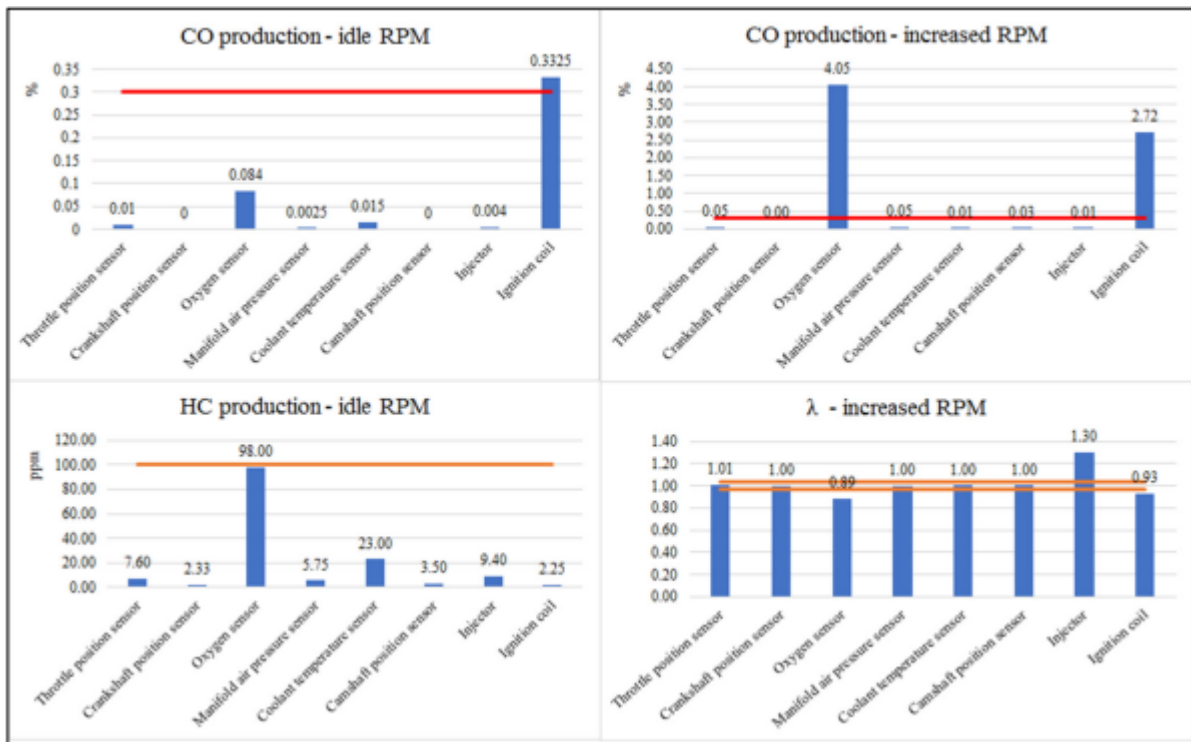 CO production - idle RPM
%
0.35
0.3
0.25
0.2
0.15
0.1
0.05
0
0.01
0
0.084
0.0025
0.015
0
0.004
0.3325
Throttle position sensor
Crankshaft position sensor
Oxygen sensor
Manifold air pressure sensor
Coolant temperature sensor
Camshaft position sensor
Injector
Ignition coil
CO production - increased RPM
%
4.50
4.00
3.50
3.00
2.50
2.00
1.50
1.00
0.50
0.00
0.05
0.00
4.05
0.05
0.01
0.03
0.01
2.72
Throttle position sensor
Crankshaft position sensor
Oxygen sensor
Manifold air pressure sensor
Coolant temperature sensor
Camshaft position sensor
Injector
Ignition coil
HC production - idle RPM
ppm
120.00
100.00
80.00
60.00
40.00
20.00
0.00
7.60
2.33
98.00
5.75
23.00
3.50
9.40
2.25
Throttle position sensor
Crankshaft position sensor
Oxygen sensor
Manifold air pressure sensor
Coolant temperature sensor
Camshaft position sensor
Injector
Ignition coil
λ - increased RPM
1.40
1.20
1.00
0.80
0.60
0.40
0.20
0.00
1.01
1.00
0.89
1.00
1.00
1.00
1.30
0.93
Throttle position sensor
Crankshaft position sensor
Oxygen sensor
Manifold air pressure sensor
Coolant temperature sensor
Camshaft position sensor
Injector
Ignition coil